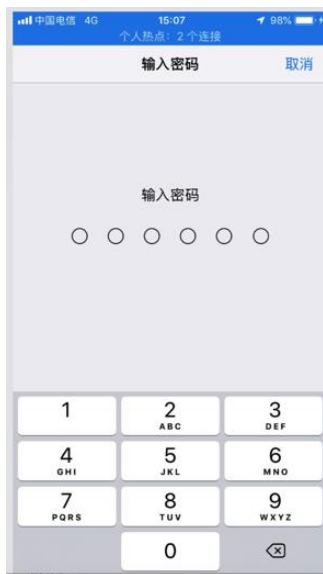 中国电信 4G 15:07 98%
个人热点：2 个连接
输入密码 取消
输入密码
1 2 3
ABC DEF
4 5 6
GHI JKL MNO
7 8 9
PQRS TUV WXYZ
0